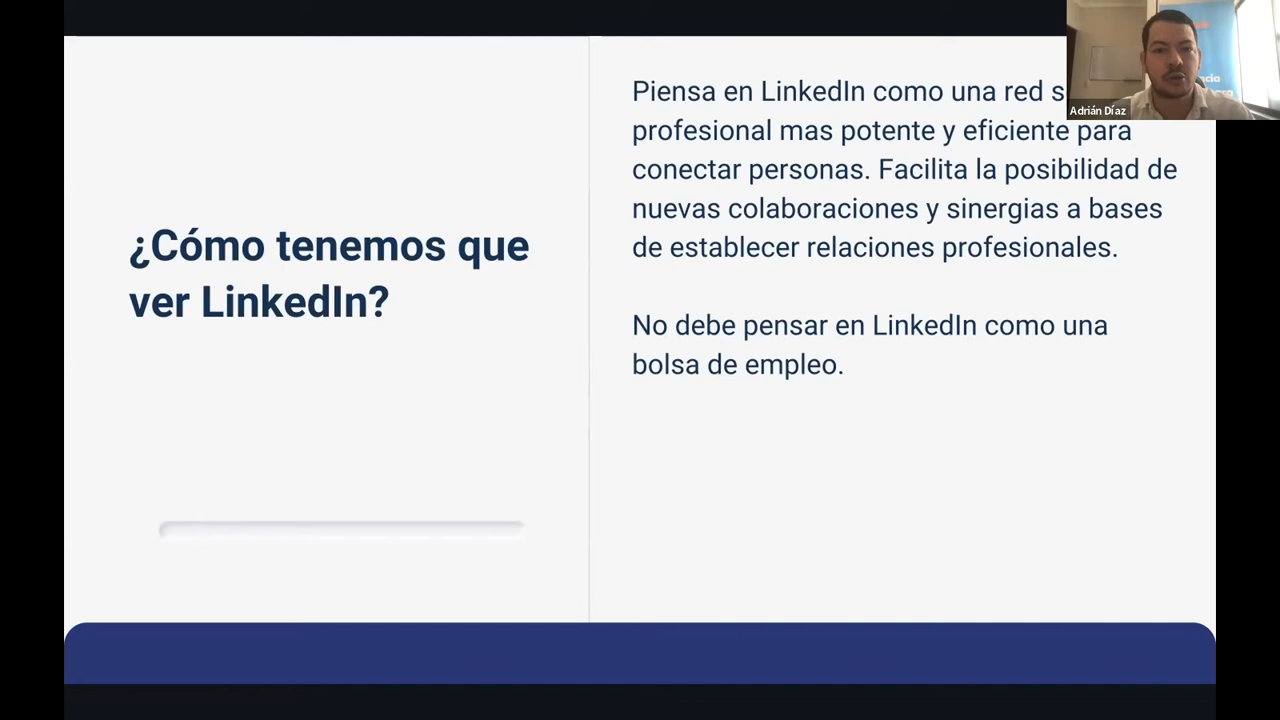 ¿Cómo tenemos que
ver LinkedIn?
Piensa en LinkedIn como una red
profesional mas potente y eficiente para
conectar personas. Facilita la posibilidad de
nuevas colaboraciones y sinergias a bases
de establecer relaciones profesionales.
No debe pensar en LinkedIn como una
bolsa de empleo.
Adrián Díaz